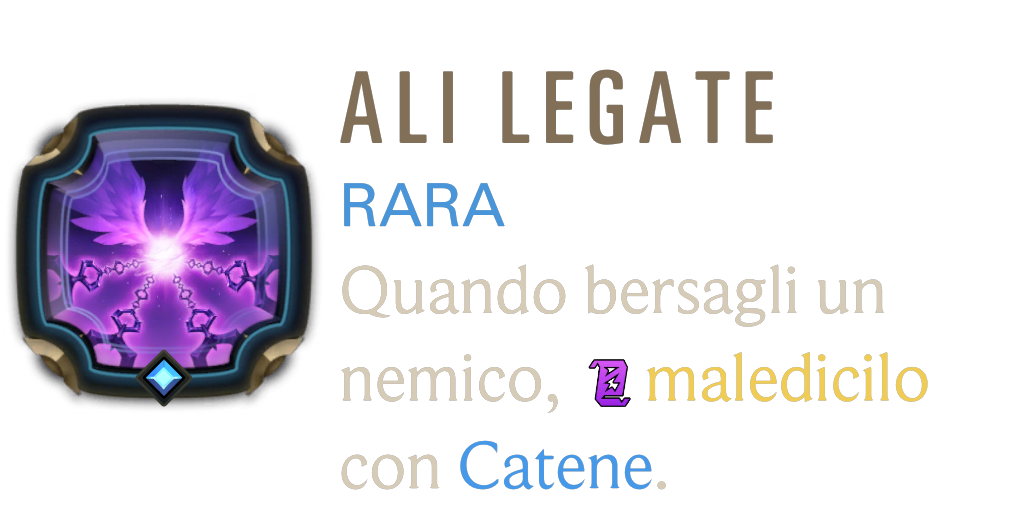 ALI LEGATE
RARA
Quando bersagli un
nemico, maledicilo
con Catene.